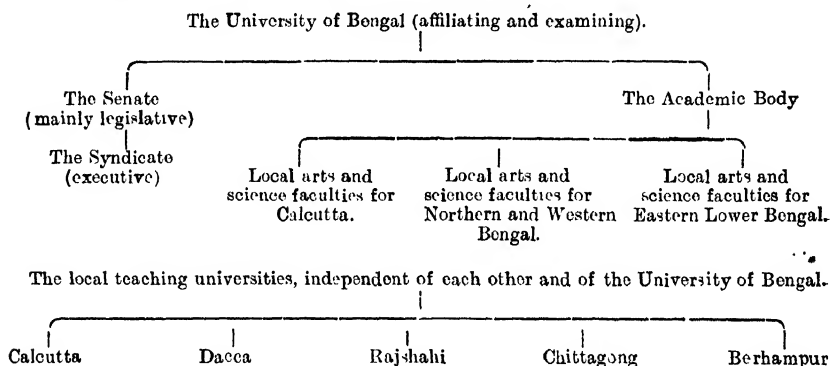 The University of Bengal (affiliating and examining).
The Senate
(mainly legislative)
The Academic Body
The Syndicate
(executive)
Local arts and
science faculties for
Calcutta.
Local arts and
science faculties for
Northern and Western
Bengal.
Local arts and
science faculties for
Eastern Lower Bengal.
The local teaching universities, independent of each other and of the University of Bengal.
Calcutta Dacca Rajshahi Chittagong Berhampur